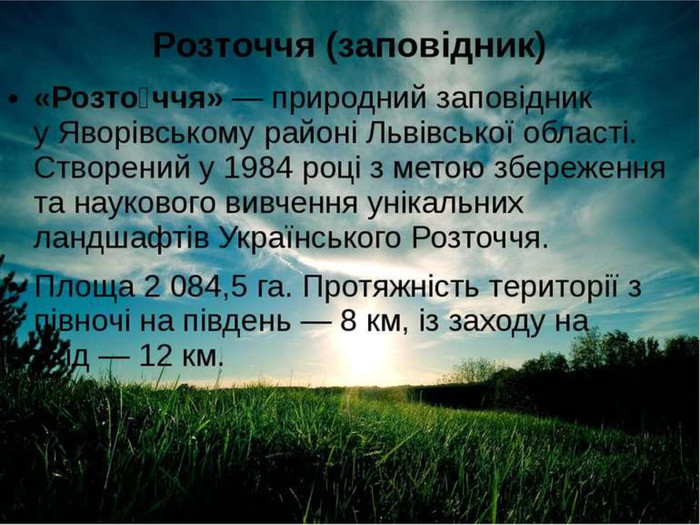 Розточчя (заповідник)
• «Розто́ччя» — природний заповідник
у Яворівському районі Львівської області.
Створений у 1984 році з метою збереження
та наукового вивчення унікальних
ландшафтів Українського Розточчя.
• Площа 2 084,5 га. Протяжність території з
півночі на південь — 8 км, із заходу на
— 12 км.